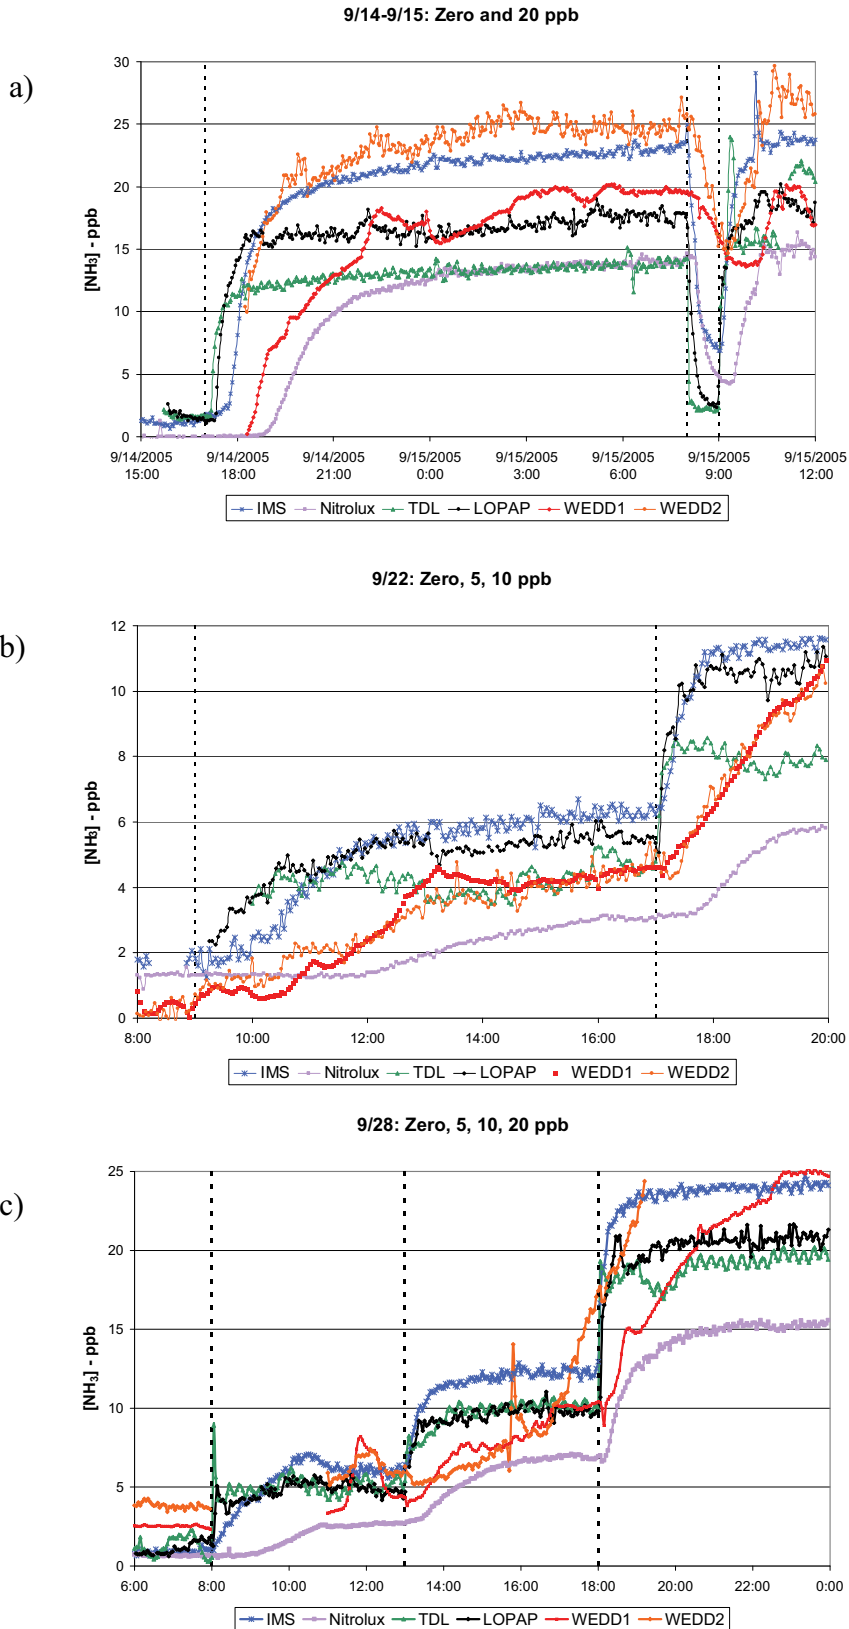 9/14-9/15: Zero and 20 ppb
a)
[NH₃] - ppb
30
25
20
15
10
5
0
9/14/2005 9/14/2005 9/14/2005 9/15/2005 9/15/2005 9/15/2005 9/15/2005 9/15/2005
15:00 18:00 21:00 0:00 3:00 6:00 9:00 12:00
IMS Nitrolux TDL LOPAP WEDD1 WEDD2
9/22: Zero, 5, 10 ppb
b)
[NH₃] - ppb
12
10
8
6
4
2
0
8:00 10:00 12:00 14:00 16:00 18:00 20:00
IMS Nitrolux TDL LOPAP WEDD1 WEDD2
9/28: Zero, 5, 10, 20 ppb
c)
[NH₃] - ppb
25
20
15
10
5
0
6:00 8:00 10:00 12:00 14:00 16:00 18:00 20:00 22:00 0:00
IMS Nitrolux TDL LOPAP WEDD1 WEDD2